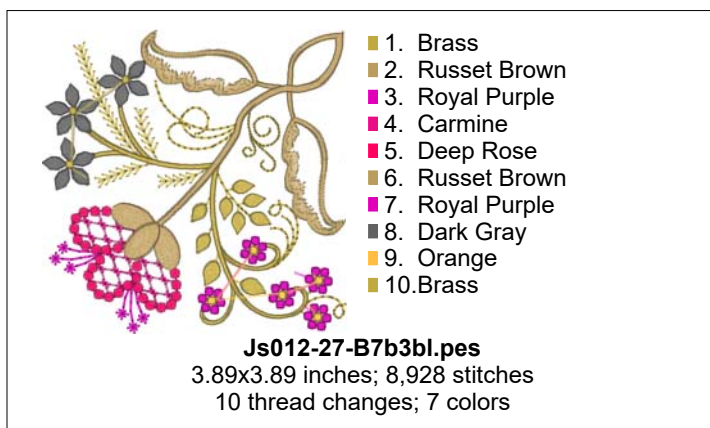 1. Brass
2. Russet Brown
3. Royal Purple
4. Carmine
5. Deep Rose
6. Russet Brown
7. Royal Purple
8. Dark Gray
9. Orange
10.Brass
Js012-27-B7b3bl.pes
3.89x3.89 inches; 8,928 stitches
10 thread changes; 7 colors